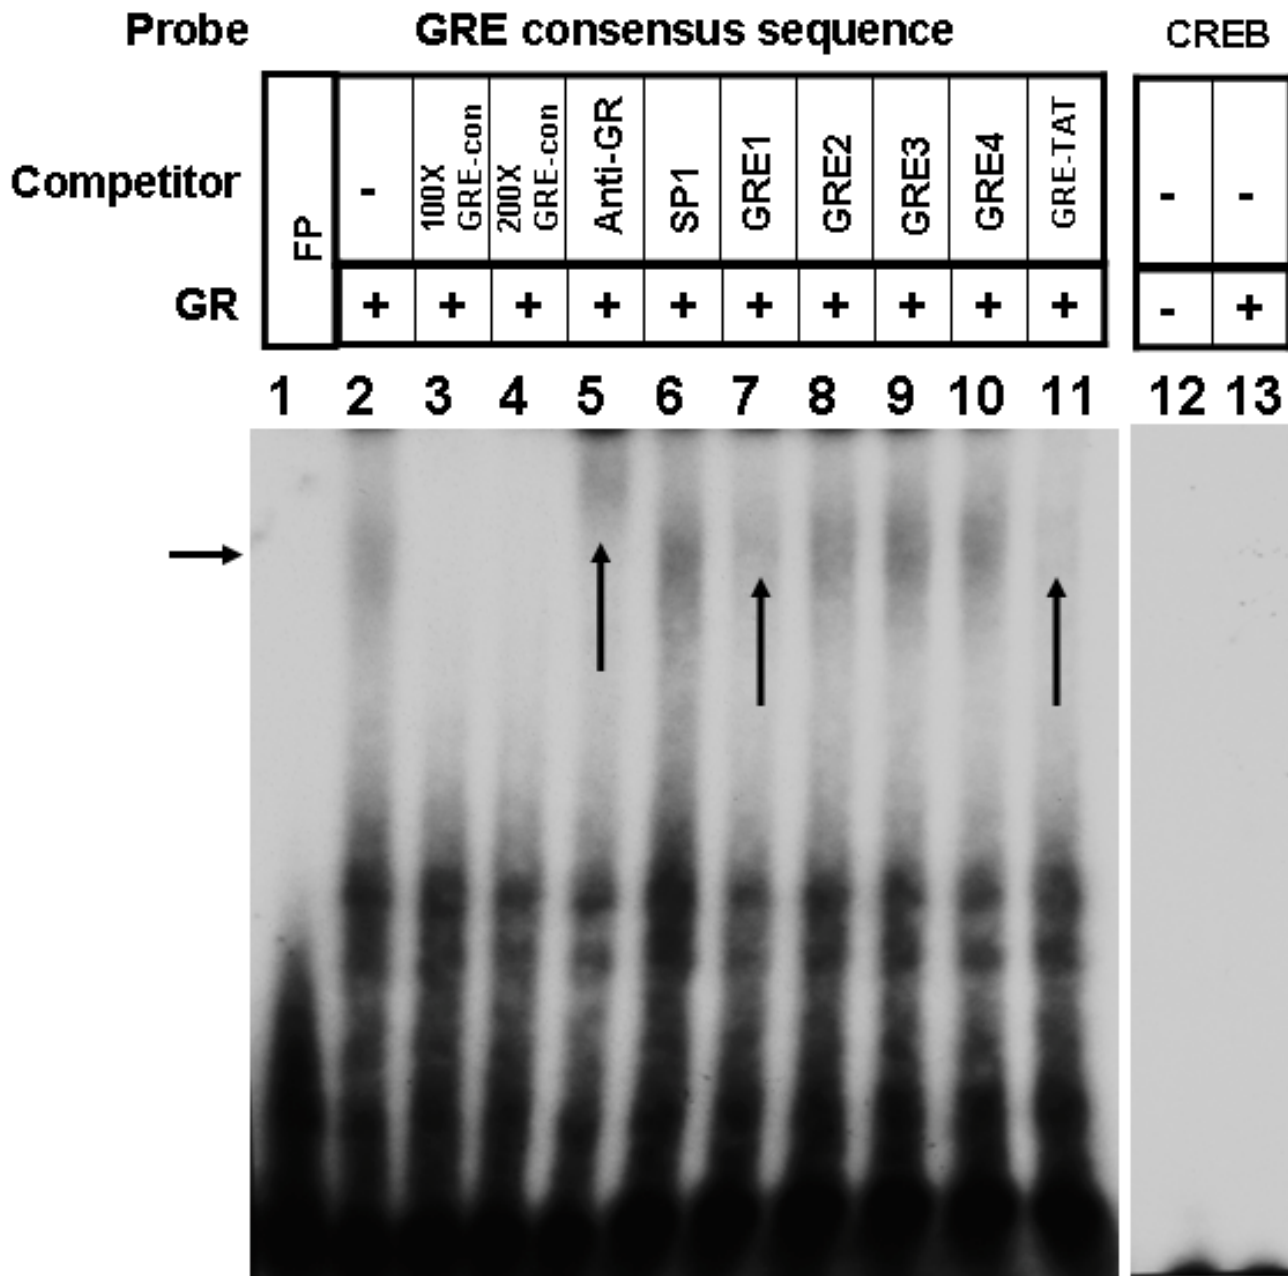 Probe GRE consensus sequence CREB
Competitor FP - 100X GRE-con 200X GRE-con Anti-GR SP1 GRE1 GRE2 GRE3 GRE4 GRE-TAT - -
GR + + + + + + + + + + - +
1 2 3 4 5 6 7 8 9 10 11 12 13